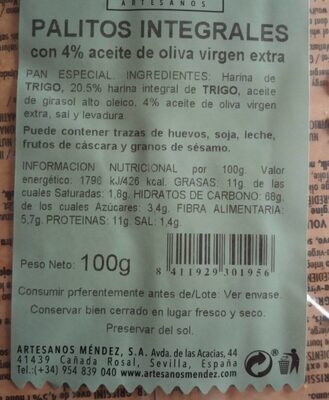 ARTESANOS
PALITOS INTEGRALES
con 4% aceite de oliva virgen extra
PAN ESPECIAL. INGREDIENTES: Harina de
TRIGO, 20.5% harina integral de TRIGO, aceite
de girasol alto oleico, 4% aceite de oliva virgen
extra, sal y levadura.
Puede contener trazas de huevos, soja, leche,
frutos de cáscara y granos de sésamo.
INFORMACION NUTRICIONAL por 100g. Valor
energético: 1796 kJ/426 kcal. GRASAS: 11g de las
cuales Saturadas: 1,8g. HIDRATOS DE CARBONO: 68g,
de los cuales Azúcares: 3,4g. FIBRA ALIMENTARIA:
5,7g. PROTEINAS: 11g. SAL: 1,4g.
Peso Neto: 100g
8 411929 301956
Consumir prferentemente antes de/Lote: Ver envase.
Conservar bien cerrado en lugar fresco y seco.
Preservar del sol.
ARTESANOS MÉNDEZ, S.A. Avda. de las Acacias, 44
41439 Cañada Rosal, Sevilla, España
Tel.:(+34) 954 839 040 www.artesanosmendez.com